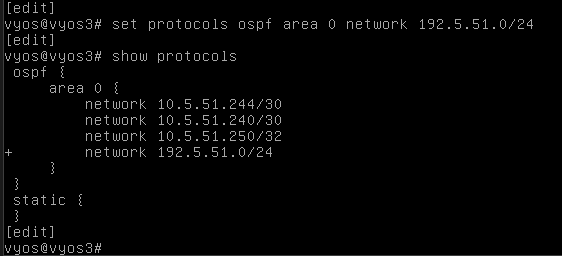 [edit]
vyos@vyos3# set protocols ospf area 0 network 192.5.51.0/24
[edit]
vyos@vyos3# show protocols
 ospf {
     area 0 {
         network 10.5.51.244/30
         network 10.5.51.240/30
         network 10.5.51.250/32
+        network 192.5.51.0/24
     }
 }
 static {
 }
[edit]
vyos@vyos3#